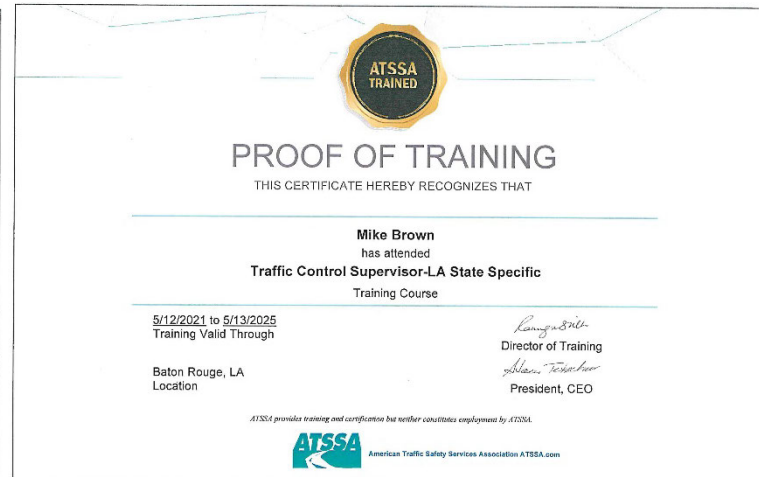 ATSSA
TRAINED
PROOF OF TRAINING
THIS CERTIFICATE HEREBY RECOGNIZES THAT
Mike Brown
has attended
Traffic Control Supervisor-LA State Specific
Training Course
5/12/2021 to 5/13/2025
Training Valid Through
Director of Training
Baton Rouge, LA
Location
President, CEO
ATSSA provides training and certification but neither constitutes employment by ATSSA.
ATSSA
American Traffic Safety Services Association ATSSA.com